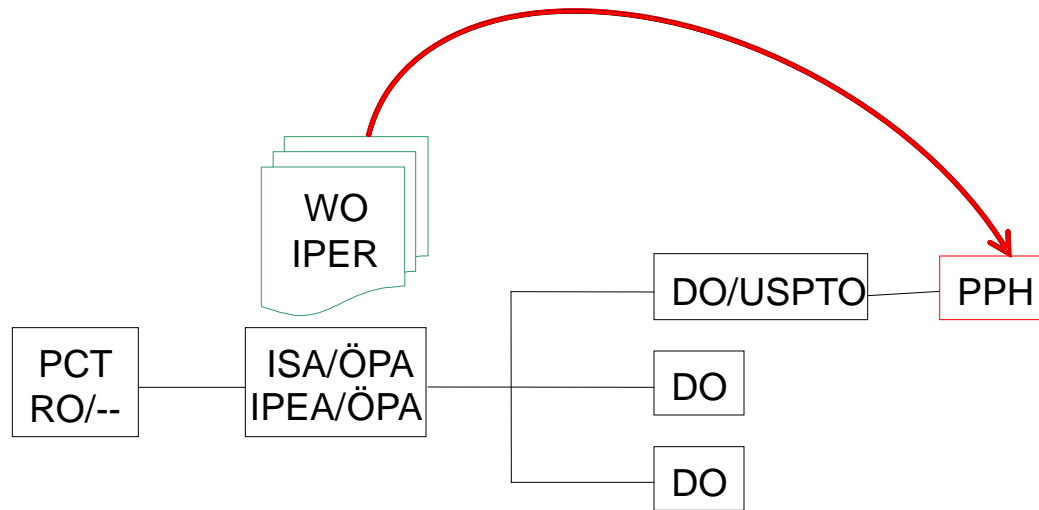 WO
IPER
DO/USPTO
PPH
PCT
RO/--
ISA/ÖPA
IPEA/ÖPA
DO
DO